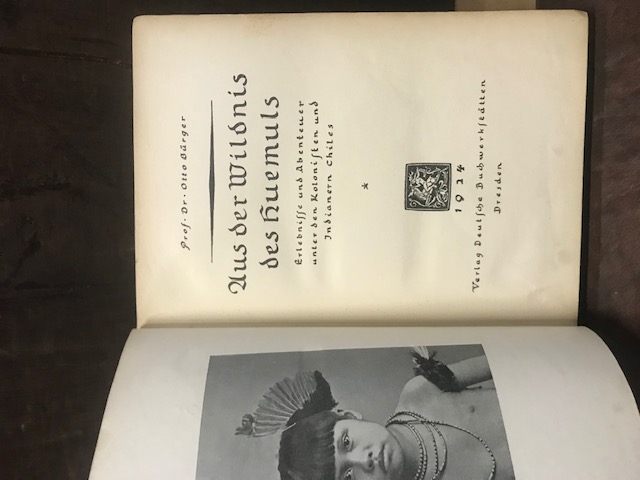 Prof. Dr. Otto Bürger
Aus der Wildnis
des Huemuls
Erlebnisse und Abenteuer
unter den Koloniſten und
Indianern Chiles
*
1924
Verlag Deutſche Buchwerkſtätten
Dresden